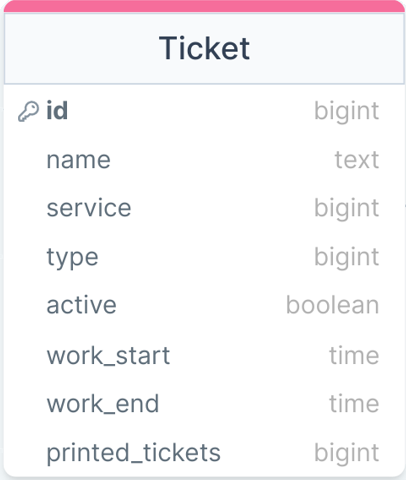 Ticket
id bigint
name text
service bigint
type bigint
active boolean
work_start time
work_end time
printed_tickets bigint